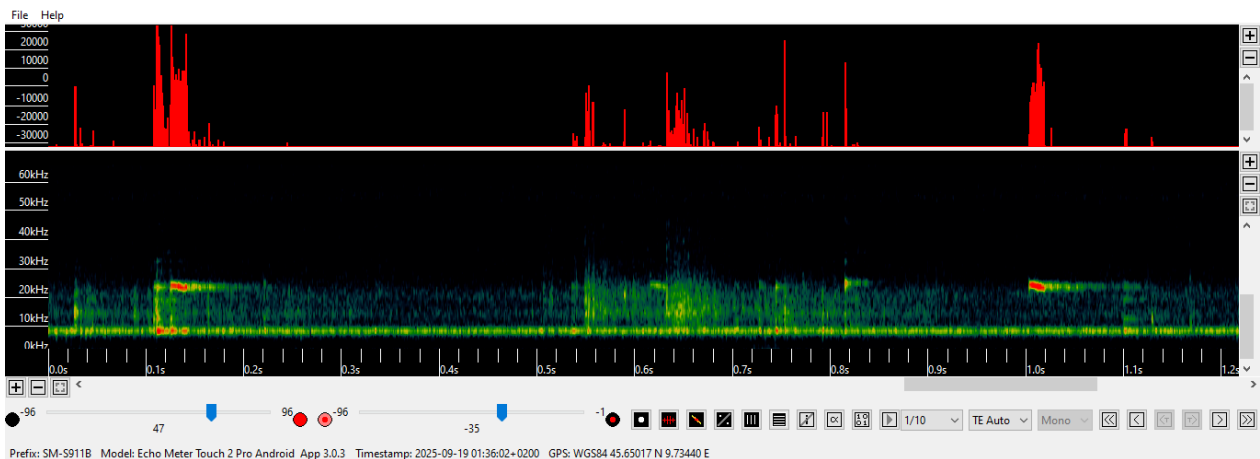 File Help
30000
20000
10000
0
-10000
-20000
-30000
60kHz
50kHz
40kHz
30kHz
20kHz
10kHz
0kHz
0.0s 0.1s 0.2s 0.3s 0.4s 0.5s 0.6s 0.7s 0.8s 0.9s 1.0s 1.1s 1.2s
-96 96 -96 -1 1/10 TE Auto Mono
47 -35
Prefix: SM-S911B Model: Echo Meter Touch 2 Pro Android App 3.0.3 Timestamp: 2025-09-19 01:36:02+0200 GPS: WGS84 45.65017 N 9.73440 E